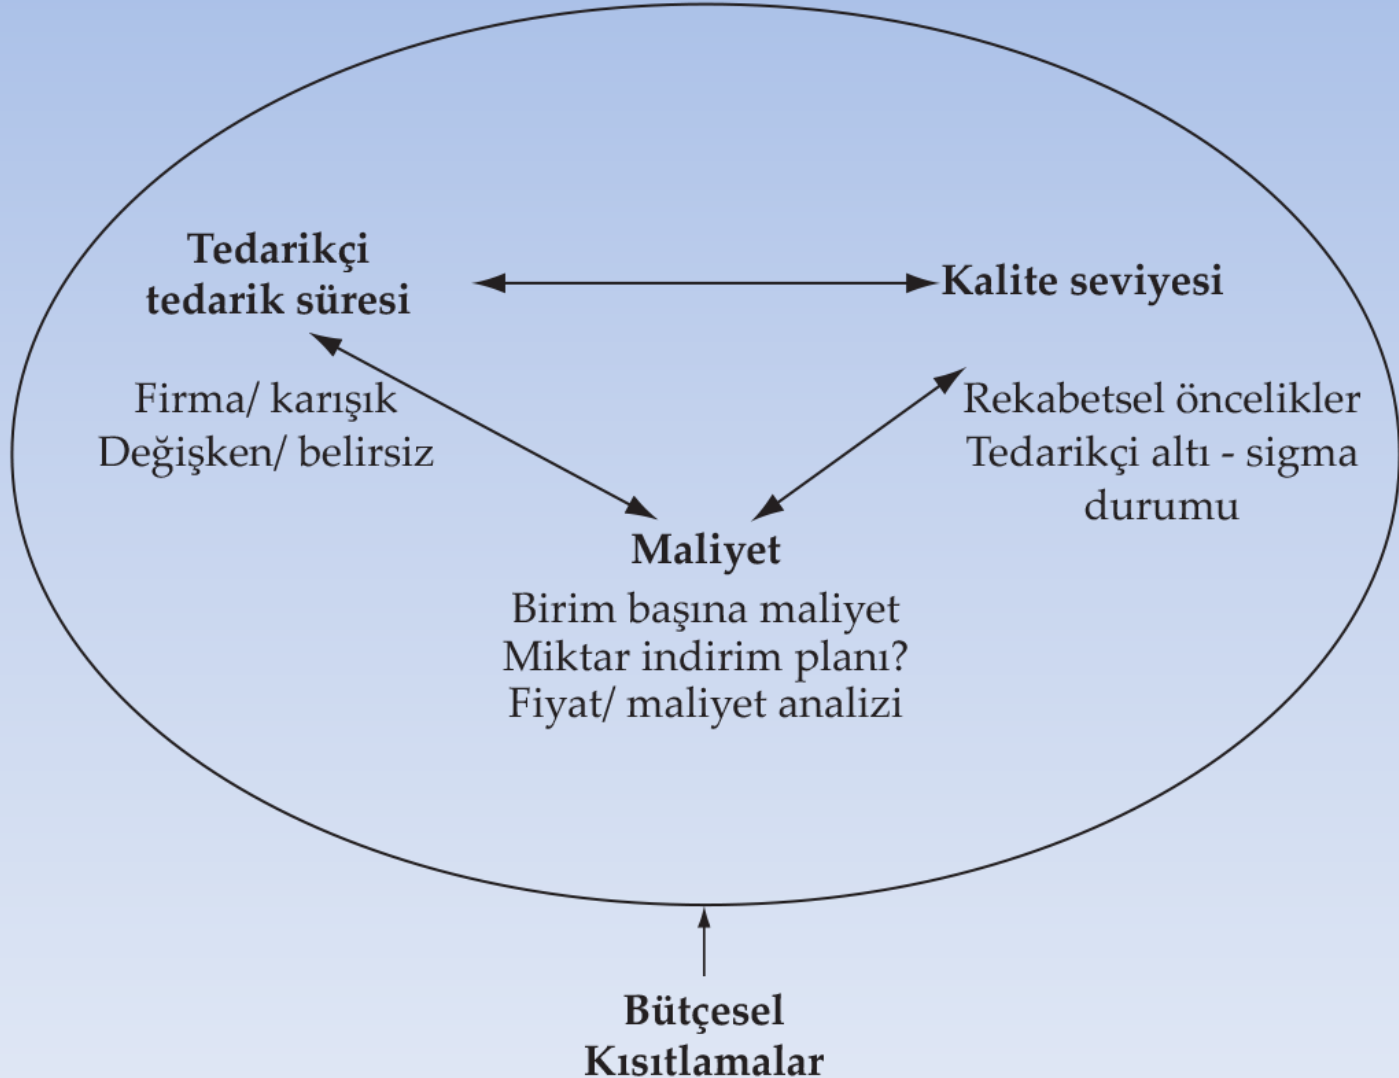 Tedarikçi
tedarik süresi
Kalite seviyesi
Firma/ karışık
Değişken/ belirsiz
Rekabetsel öncelikler
Tedarikçi altı - sigma
durumu
Maliyet
Birim başına maliyet
Miktar indirim planı?
Fiyat/ maliyet analizi
Bütçesel
Kısıtlamalar